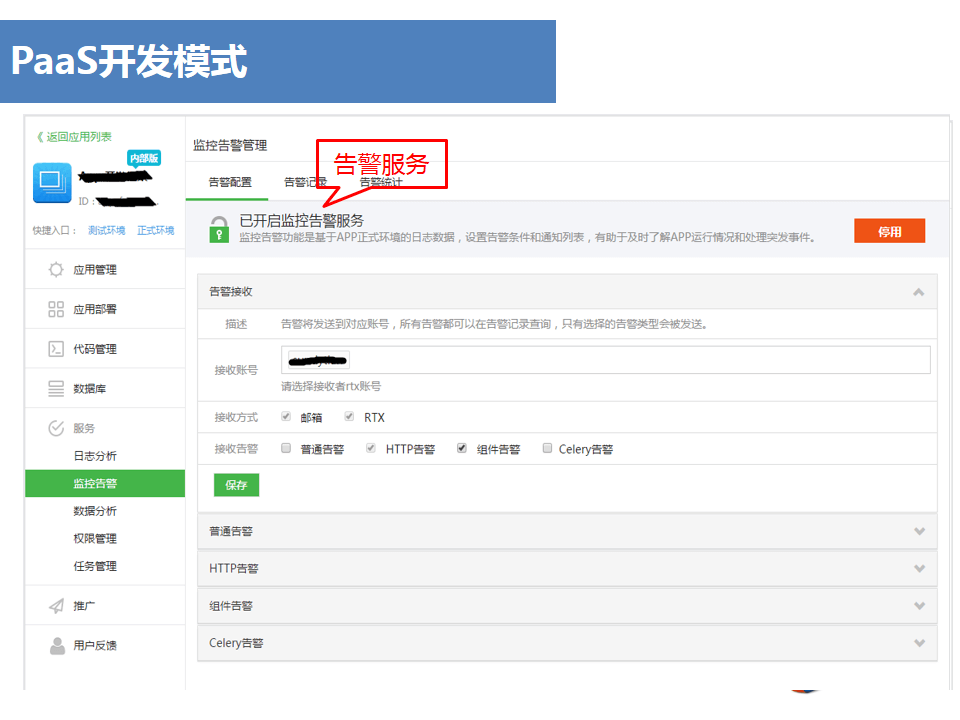 PaaS开发模式
《 返回应用列表
内部版
ID：
快捷入口： 测试环境 正式环境
应用管理
应用部署
代码管理
数据库
服务
日志分析
监控告警
数据分析
权限管理
任务管理
推广
用户反馈
监控告警管理
告警服务
告警配置 告警记录 告警统计
已开启监控告警服务
监控告警功能是基于APP正式环境的日志数据，设置告警条件和通知列表，有助于及时了解APP运行情况和处理突发事件。
停用
告警接收
描述 告警将发送到对应账号，所有告警都可以在告警记录查询，只有选择的告警类型会被发送。
接收账号
请选择接收者rtx账号
接收方式 邮箱 RTX
接收告警 普通告警 HTTP告警 组件告警 Celery告警
保存
普通告警
HTTP告警
组件告警
Celery告警